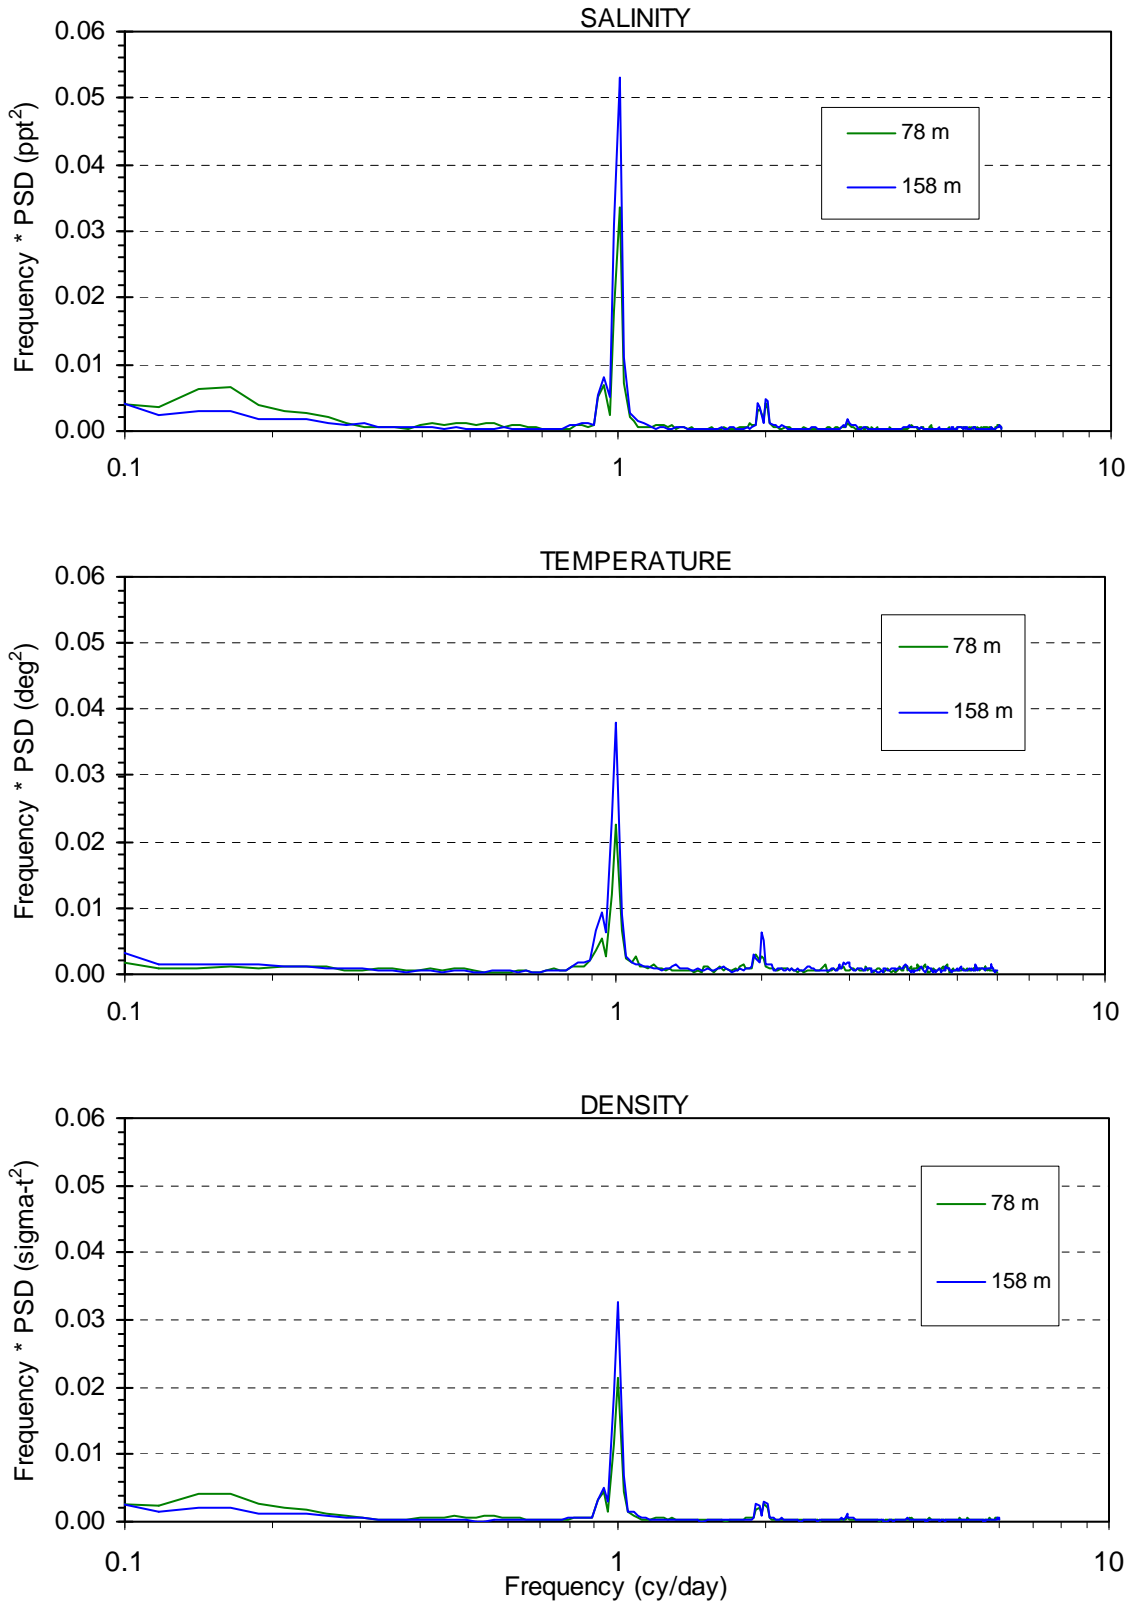 SALINITY
Frequency * PSD (ppt²)
0.06
0.05
0.04
0.03
0.02
0.01
0.00
0.1
1
10
78 m
158 m
TEMPERATURE
Frequency * PSD (deg²)
0.06
0.05
0.04
0.03
0.02
0.01
0.00
0.1
1
10
78 m
158 m
DENSITY
Frequency * PSD (sigma-t²)
0.06
0.05
0.04
0.03
0.02
0.01
0.00
0.1
1
10
78 m
158 m
Frequency (cy/day)